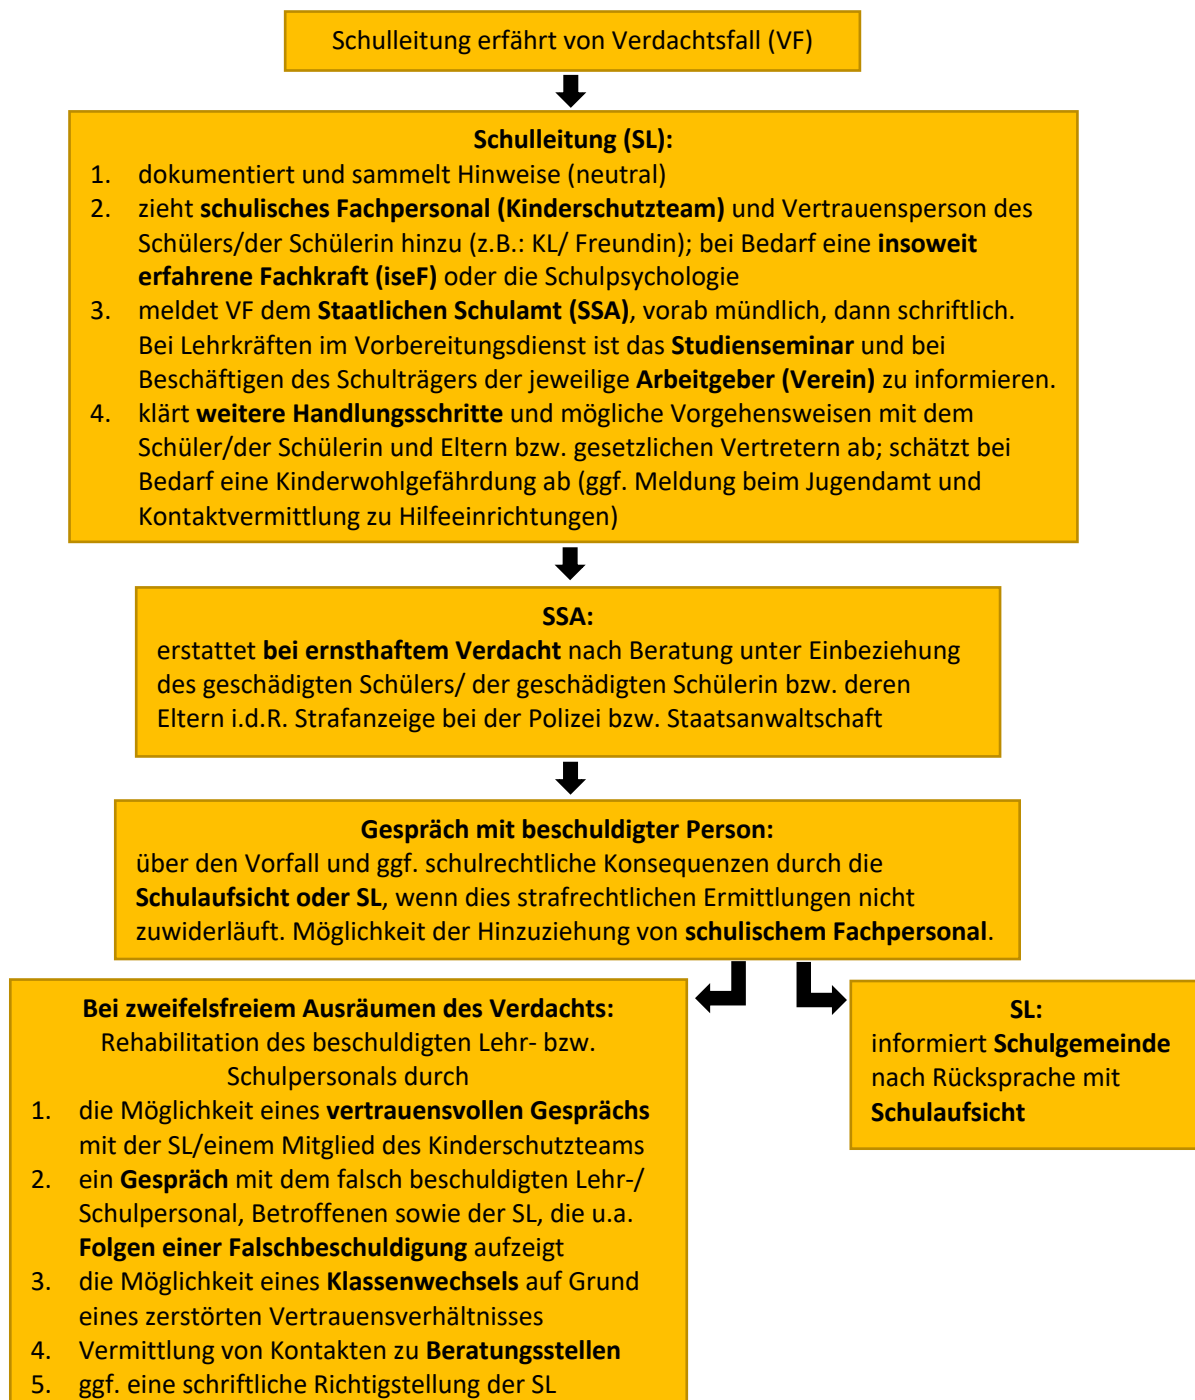 Schulleitung erfährt von Verdachtsfall (VF)
Schulleitung (SL):
1. dokumentiert und sammelt Hinweise (neutral)
2. zieht schulisches Fachpersonal (Kinderschutzteam) und Vertrauensperson des
Schülers/der Schülerin hinzu (z.B.: KL/ Freundin); bei Bedarf eine insoweit
erfahrene Fachkraft (iseF) oder die Schulpsychologie
3. meldet VF dem Staatlichen Schulamt (SSA), vorab mündlich, dann schriftlich.
Bei Lehrkräften im Vorbereitungsdienst ist das Studienseminar und bei
Beschäftigen des Schulträgers der jeweilige Arbeitgeber (Verein) zu informieren.
4. klärt weitere Handlungsschritte und mögliche Vorgehensweisen mit dem
Schüler/der Schülerin und Eltern bzw. gesetzlichen Vertretern ab; schätzt bei
Bedarf eine Kinderwohlgefährdung ab (ggf. Meldung beim Jugendamt und
Kontaktvermittlung zu Hilfeeinrichtungen)
SSA:
erstattet bei ernsthaftem Verdacht nach Beratung unter Einbeziehung
des geschädigten Schülers/ der geschädigten Schülerin bzw. deren
Eltern i.d.R. Strafanzeige bei der Polizei bzw. Staatsanwaltschaft
Gespräch mit beschuldigter Person:
über den Vorfall und ggf. schulrechtliche Konsequenzen durch die
Schulaufsicht oder SL, wenn dies strafrechtlichen Ermittlungen nicht
zuwiderläuft. Möglichkeit der Hinzuziehung von schulischem Fachpersonal.
Bei zweifelsfreiem Ausräumen des Verdachts:
Rehabilitation des beschuldigten Lehr- bzw.
Schulpersonals durch
1. die Möglichkeit eines vertrauensvollen Gesprächs
mit der SL/einem Mitglied des Kinderschutzteams
2. ein Gespräch mit dem falsch beschuldigten Lehr-/
Schulpersonal, Betroffenen sowie der SL, die u.a.
Folgen einer Falschbeschuldigung aufzeigt
3. die Möglichkeit eines Klassenwechsels auf Grund
eines zerstörten Vertrauensverhältnisses
4. Vermittlung von Kontakten zu Beratungsstellen
5. ggf. eine schriftliche Richtigstellung der SL
SL:
informiert Schulgemeinde
nach Rücksprache mit
Schulaufsicht